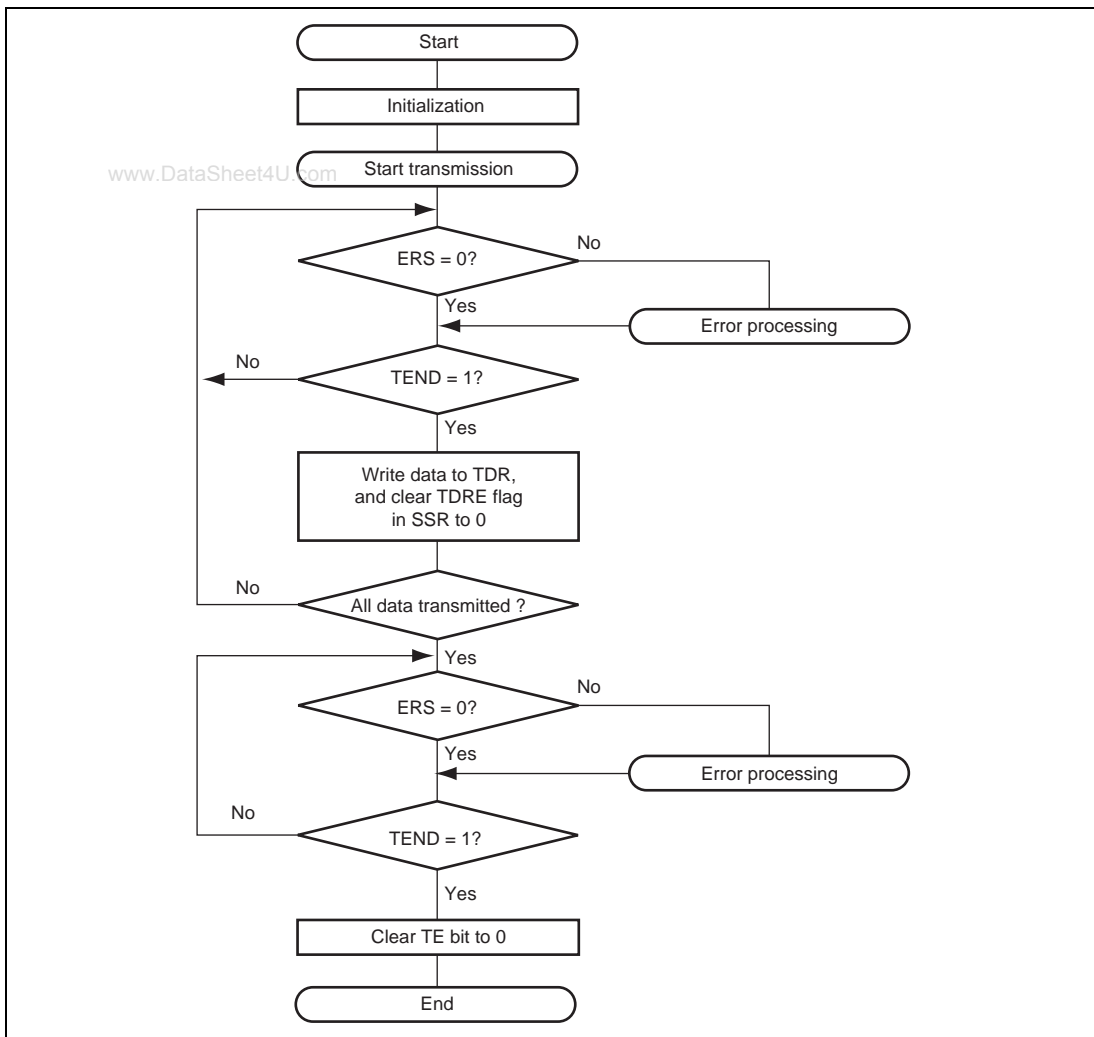 Start
Initialization
www.DataSheet4U.com
Start transmission
ERS = 0?
No
Yes
Error processing
No
TEND = 1?
Yes
Write data to TDR,
and clear TDRE flag
in SSR to 0
No
All data transmitted ?
Yes
ERS = 0?
No
Yes
Error processing
No
TEND = 1?
Yes
Clear TE bit to 0
End